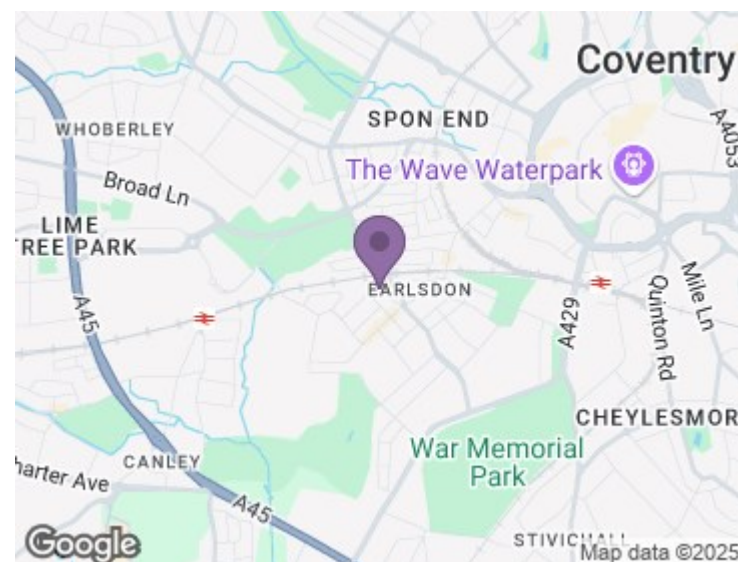 Coventry
SPON END
WHOBERLEY
A4053
The Wave Waterpark
Broad Ln
LIME
TREE PARK
EARLSDON
A45
A429
Quinton Rd
Mile Ln
CHEYLESMOR
War Memorial
Park
CANLEY
harter Ave
A45
STIVICHALL
Google
Map data ©2025